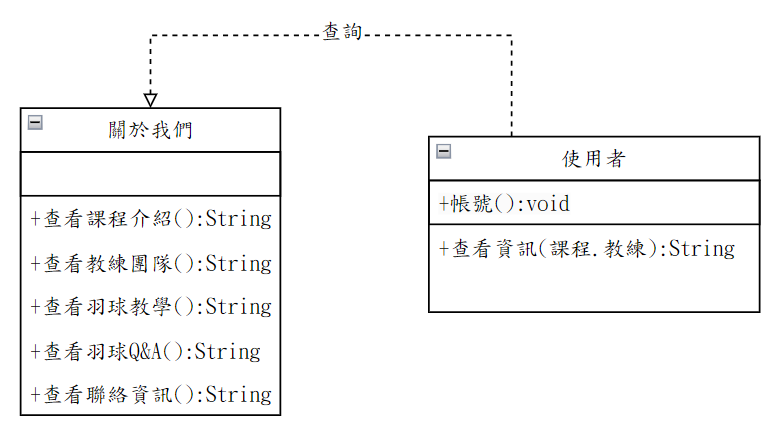 查詢
關於我們
+查看課程介紹():String
+查看教練團隊():String
+查看羽球教學():String
+查看羽球Q&A():String
+查看聯絡資訊():String
使用者
+帳號():void
+查看資訊(課程.教練):String